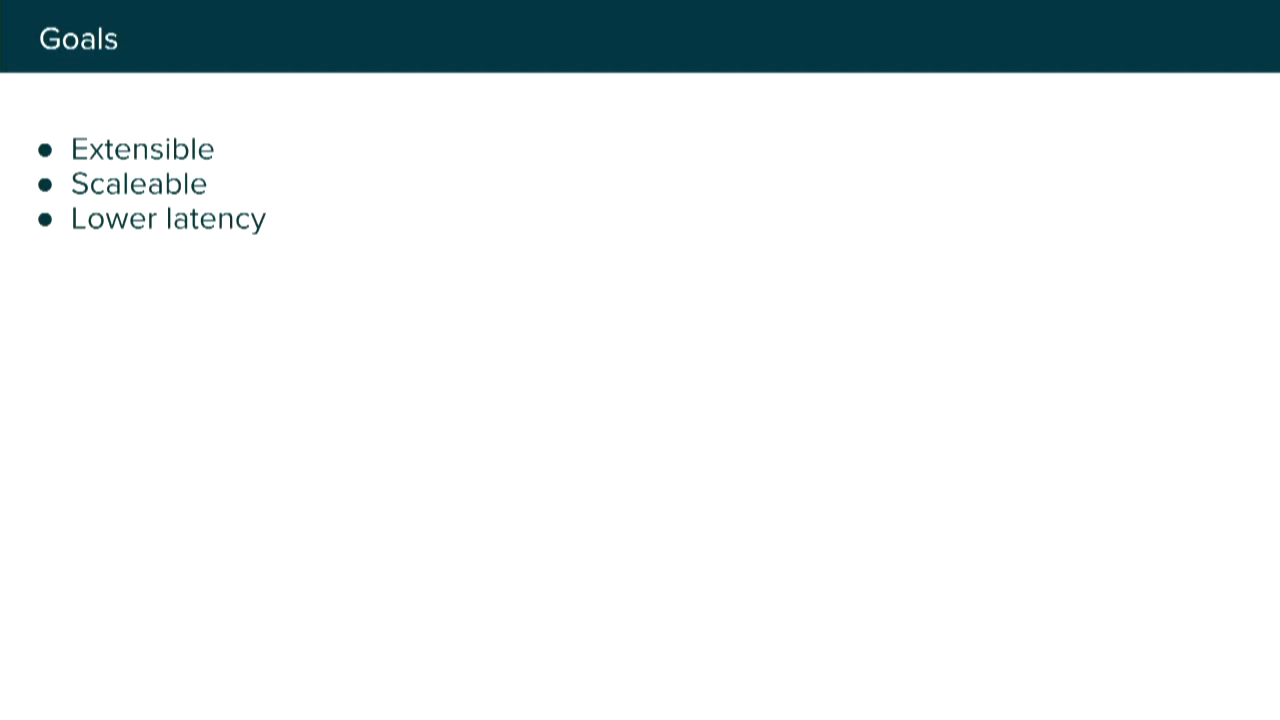 Goals
• Extensible
• Scaleable
• Lower latency